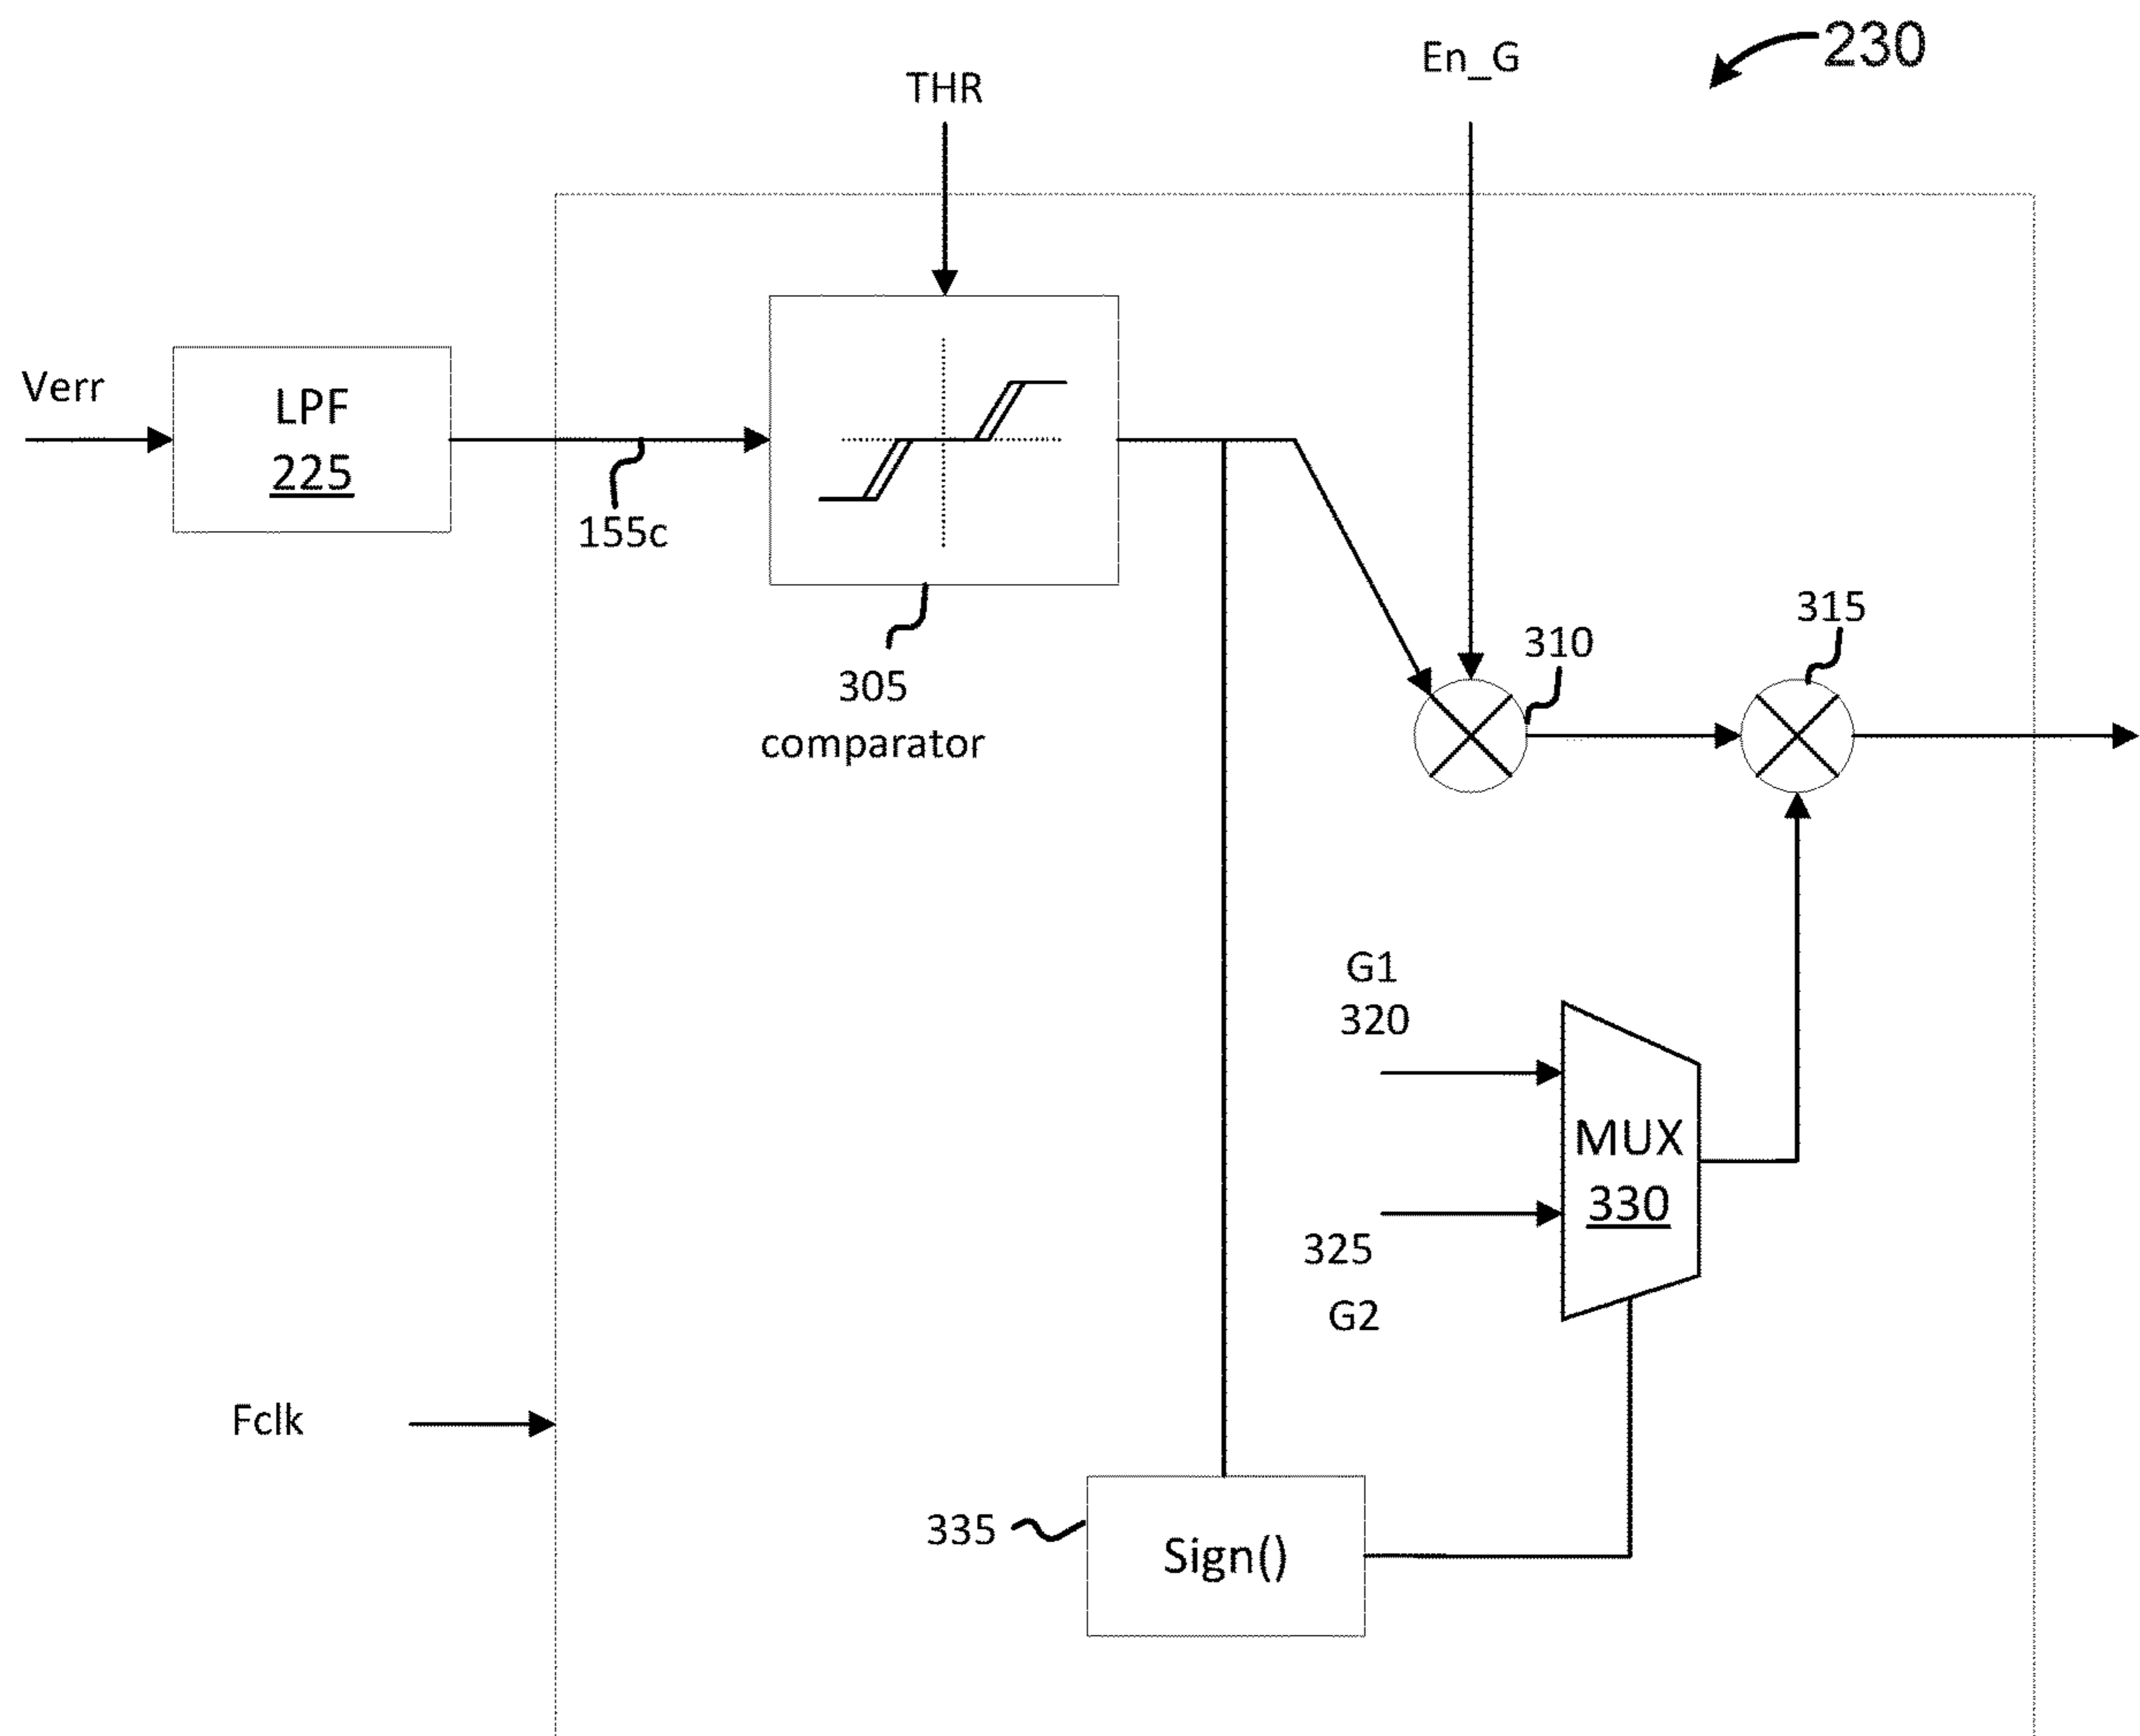 230
En_G
THR
Verr
LPF
225
155c
305
comparator
310
315
G1
320
MUX
330
325
G2
Fclk
335
Sign()